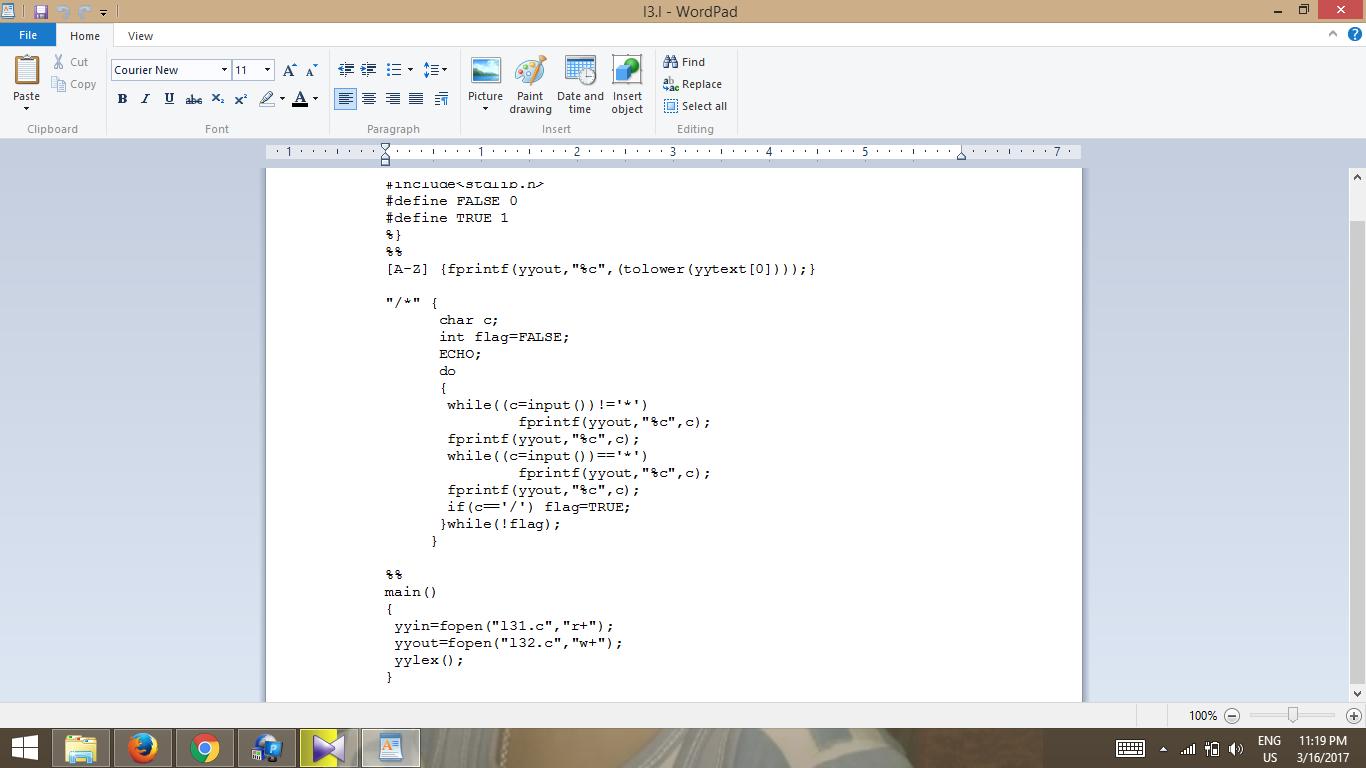 l3.l - WordPad
File Home View
Cut
Copy
Paste
Clipboard
Courier New 11
B I U abc X₂ X² A
Font
Paragraph
Picture
Paint drawing
Date and time
Insert object
Insert
Find
Replace
Select all
Editing
1 1 2 3 4 5 7
#include<stdlib.h>
#define FALSE 0
#define TRUE 1
%}
%%
[A-Z] {fprintf(yyout,"%c",(tolower(yytext[0])));}
"/*" {
char c;
int flag=FALSE;
ECHO;
do
{
while((c=input())!='*')
fprintf(yyout,"%c",c);
fprintf(yyout,"%c",c);
while((c=input())=='*')
fprintf(yyout,"%c",c);
fprintf(yyout,"%c",c);
if(c=='/') flag=TRUE;
}while(!flag);
}
%%
main()
{
yyin=fopen("l31.c","r+");
yyout=fopen("l32.c","w+");
yylex();
}
100%
ENG 11:19 PM
US 3/16/2017